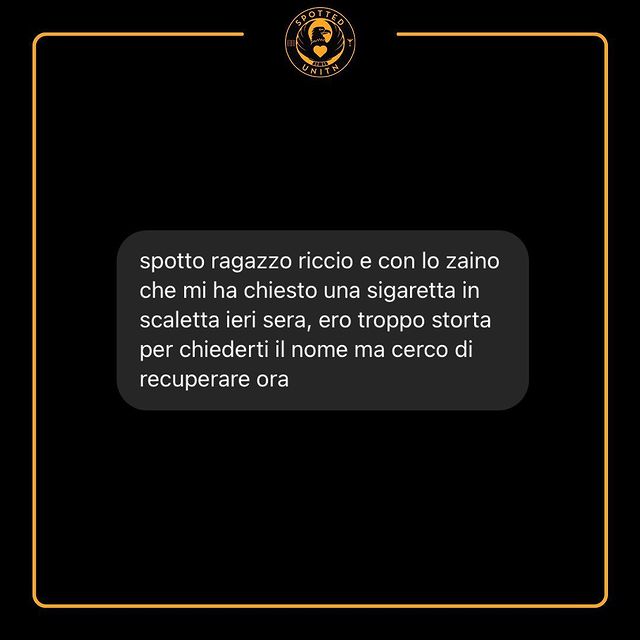 SPOTTED
UNITN
spotto ragazzo riccio e con lo zaino
che mi ha chiesto una sigaretta in
scaletta ieri sera, ero troppo storta
per chiederti il nome ma cerco di
recuperare ora